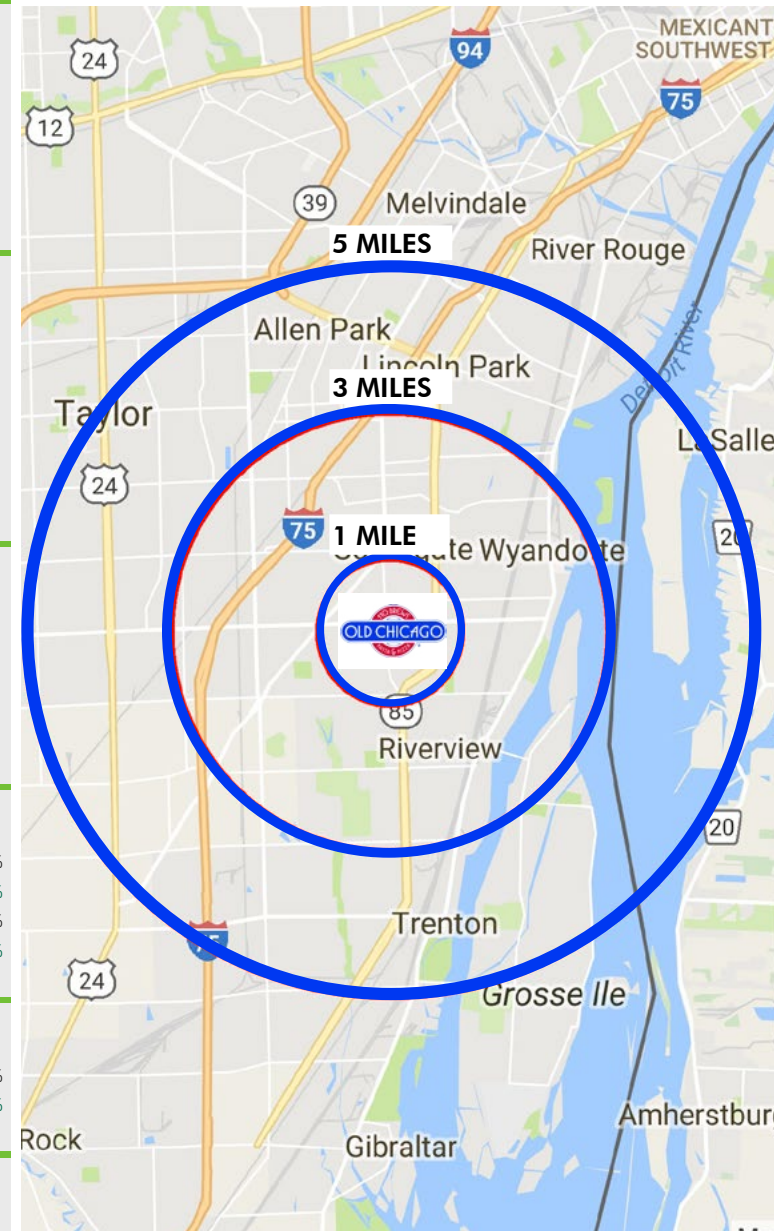 MEXICANT
SOUTHWEST
24
94
12
75
39
Melvindale
5 MILES
River Rouge
Allen Park
Lincoln Park
3 MILES
Detroit River
Taylor
LaSalle
24
75
1 MILE
20
Wyandotte
OLD CHICAGO
85
Riverview
20
Trenton
75
24
Grosse Ile
Amherstburg
Rock
Gibraltar
%
%
%
%
%
%